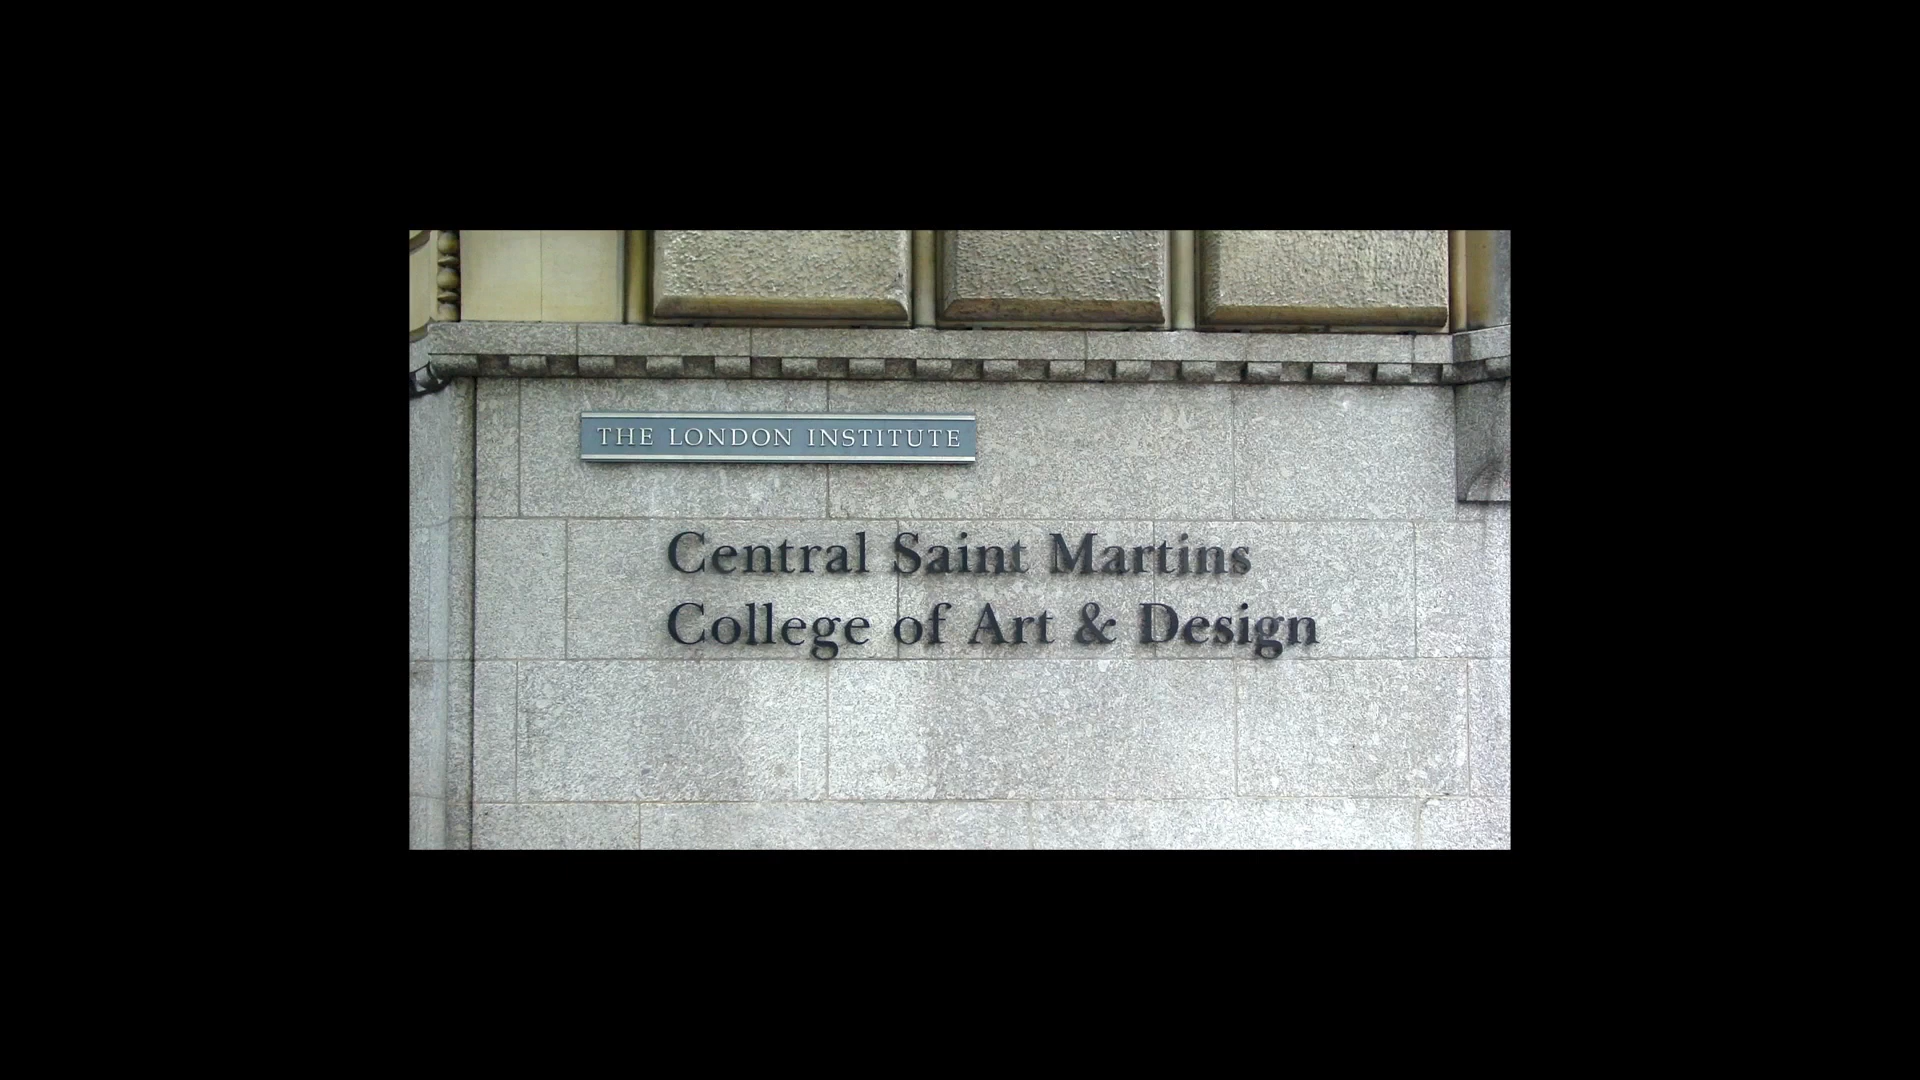 THE LONDON INSTITUTE
Central Saint Martins
College of Art & Design